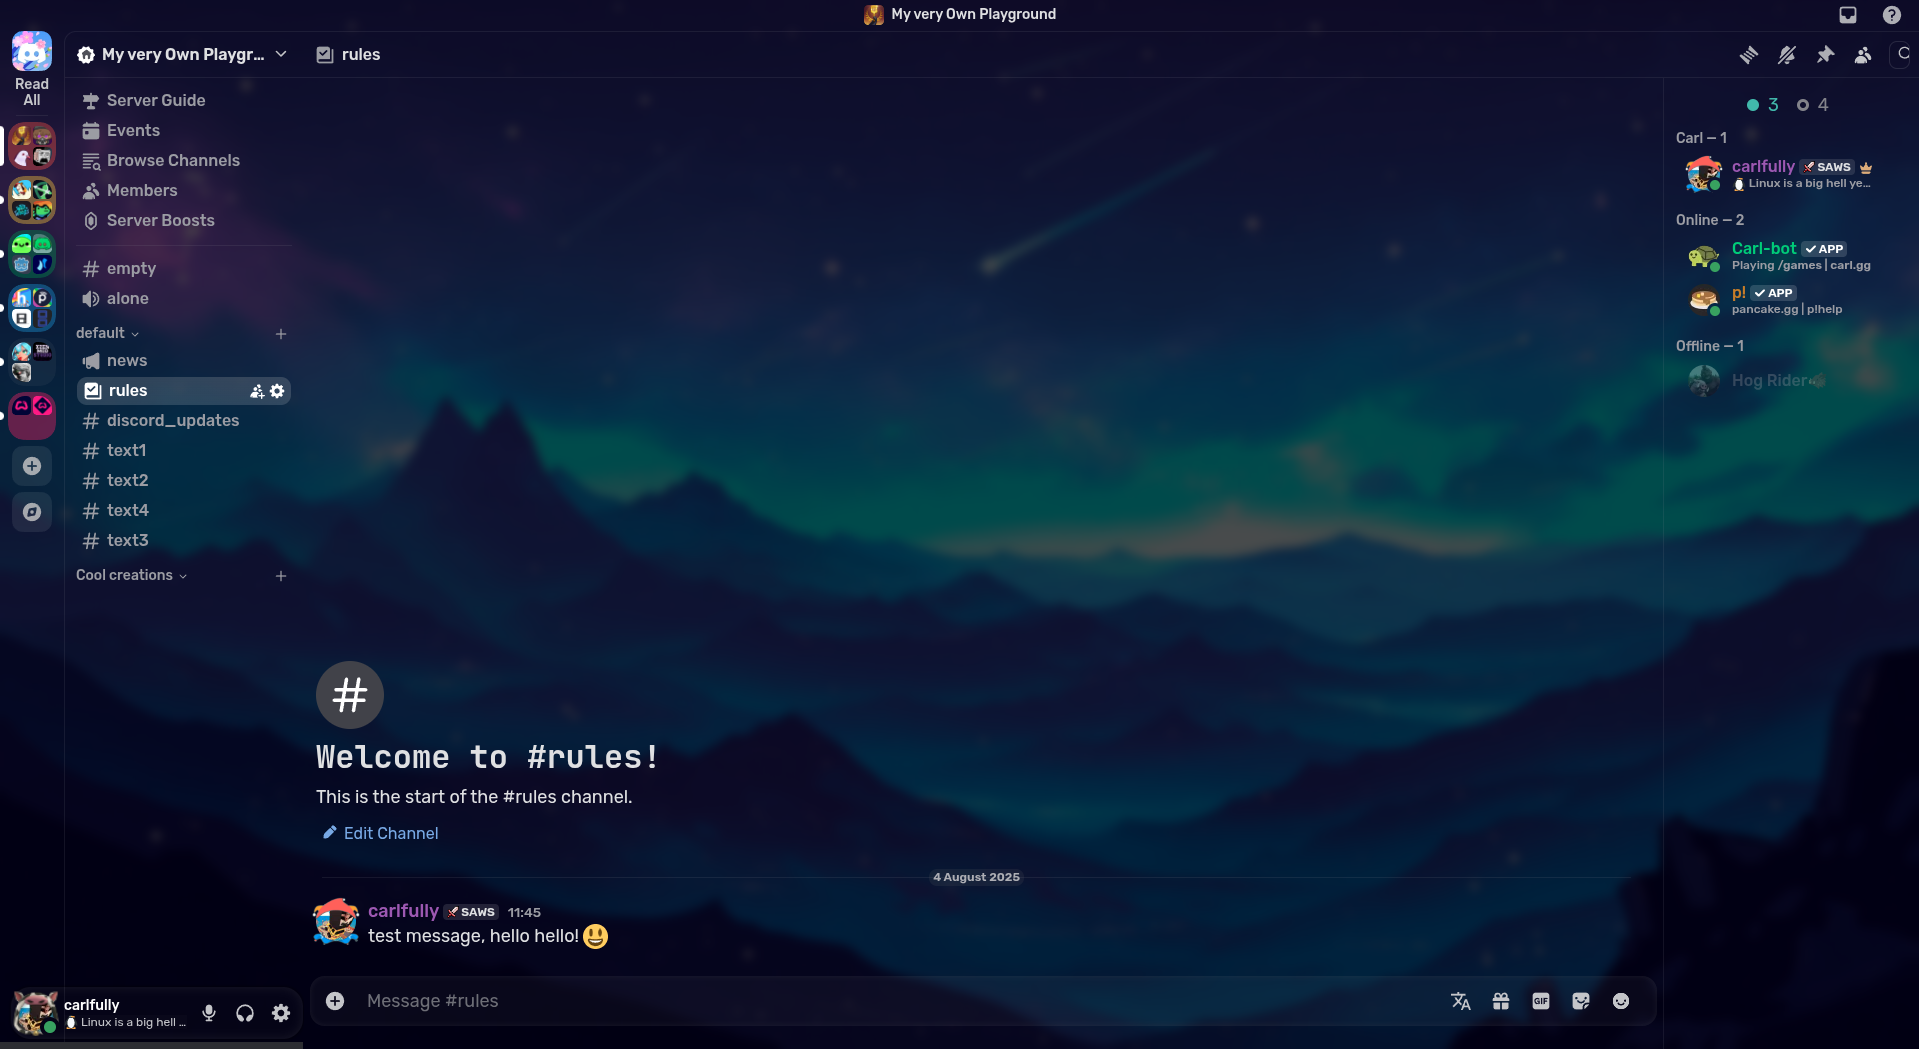 My very Own Playground
Read
All
My very Own Playgr...
rules
Server Guide
Events
Browse Channels
Members
Server Boosts
empty
alone
default
news
rules
discord_updates
text1
text2
text4
text3
Cool creations
Welcome to #rules!
This is the start of the #rules channel.
Edit Channel
4 August 2025
carlfully SAWS 11:45
test message, hello hello! 😃
Message #rules
GIF
carlfully
🐧 Linux is a big hell ...
3 4
Carl — 1
carlfully SAWS
🐧 Linux is a big hell ye...
Online — 2
Carl-bot APP
Playing /games | carl.gg
p! APP
pancake.gg | p!help
Offline — 1
Hog Rider